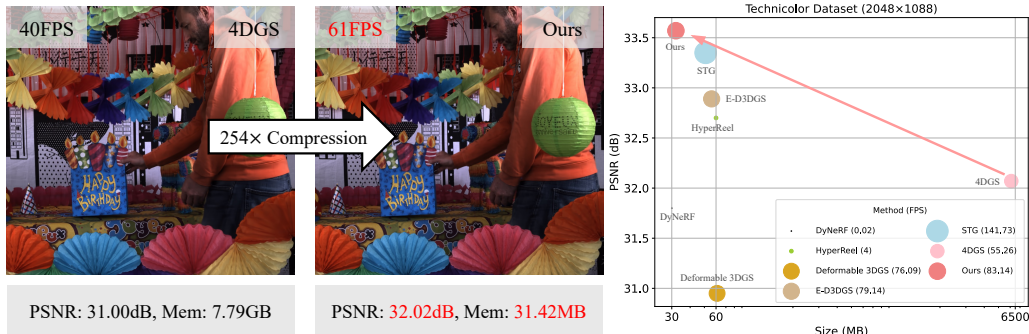 40FPS
4DGS
61FPS
Ours
254× Compression
JOYEUX
HAPPY
BIRTHDAY
HAPPY
BIRTHDAY
PSNR: 31.00dB, Mem: 7.79GB
PSNR: 32.02dB, Mem: 31.42MB
Technicolor Dataset (2048×1088)
PSNR (dB)
33.5
33.0
32.5
32.0
31.5
31.0
Ours
STG
E-D3DGS
HyperReel
4DGS
DyNeRF
Deformable 3DGS
Method (FPS)
DyNeRF (0,02)
HyperReel (4)
Deformable 3DGS (76,09)
E-D3DGS (79,14)
STG (141,73)
4DGS (55,26)
Ours (83,14)
30
60
6500
Size (MB)